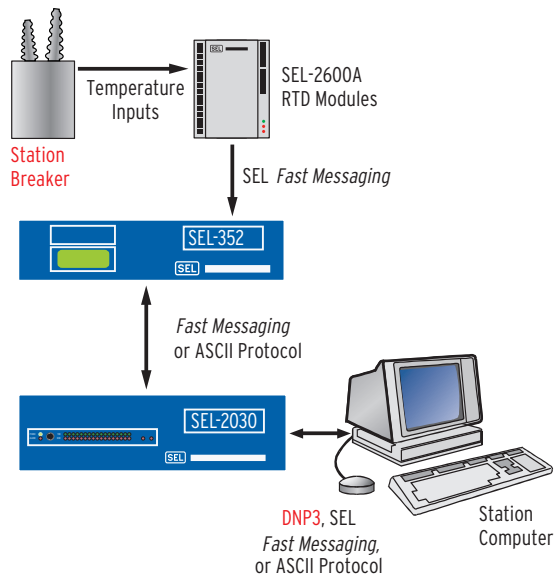 SEL
Temperature
Inputs
SEL-2600A
RTD Modules
Station
Breaker
SEL Fast Messaging
SEL-352
SEL
Fast Messaging
or ASCII Protocol
SEL-2030
SEL
DNP3, SEL
Fast Messaging,
or ASCII Protocol
Station
Computer